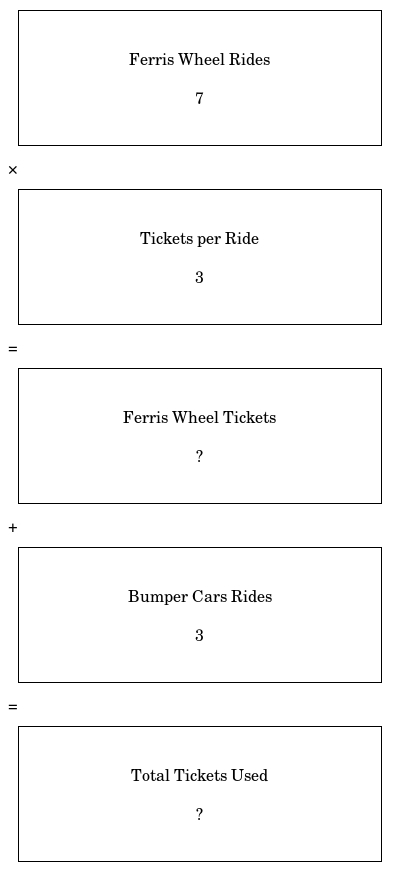 Ferris Wheel Rides
7
×
Tickets per Ride
3
=
Ferris Wheel Tickets
?
+
Bumper Cars Rides
3
=
Total Tickets Used
?